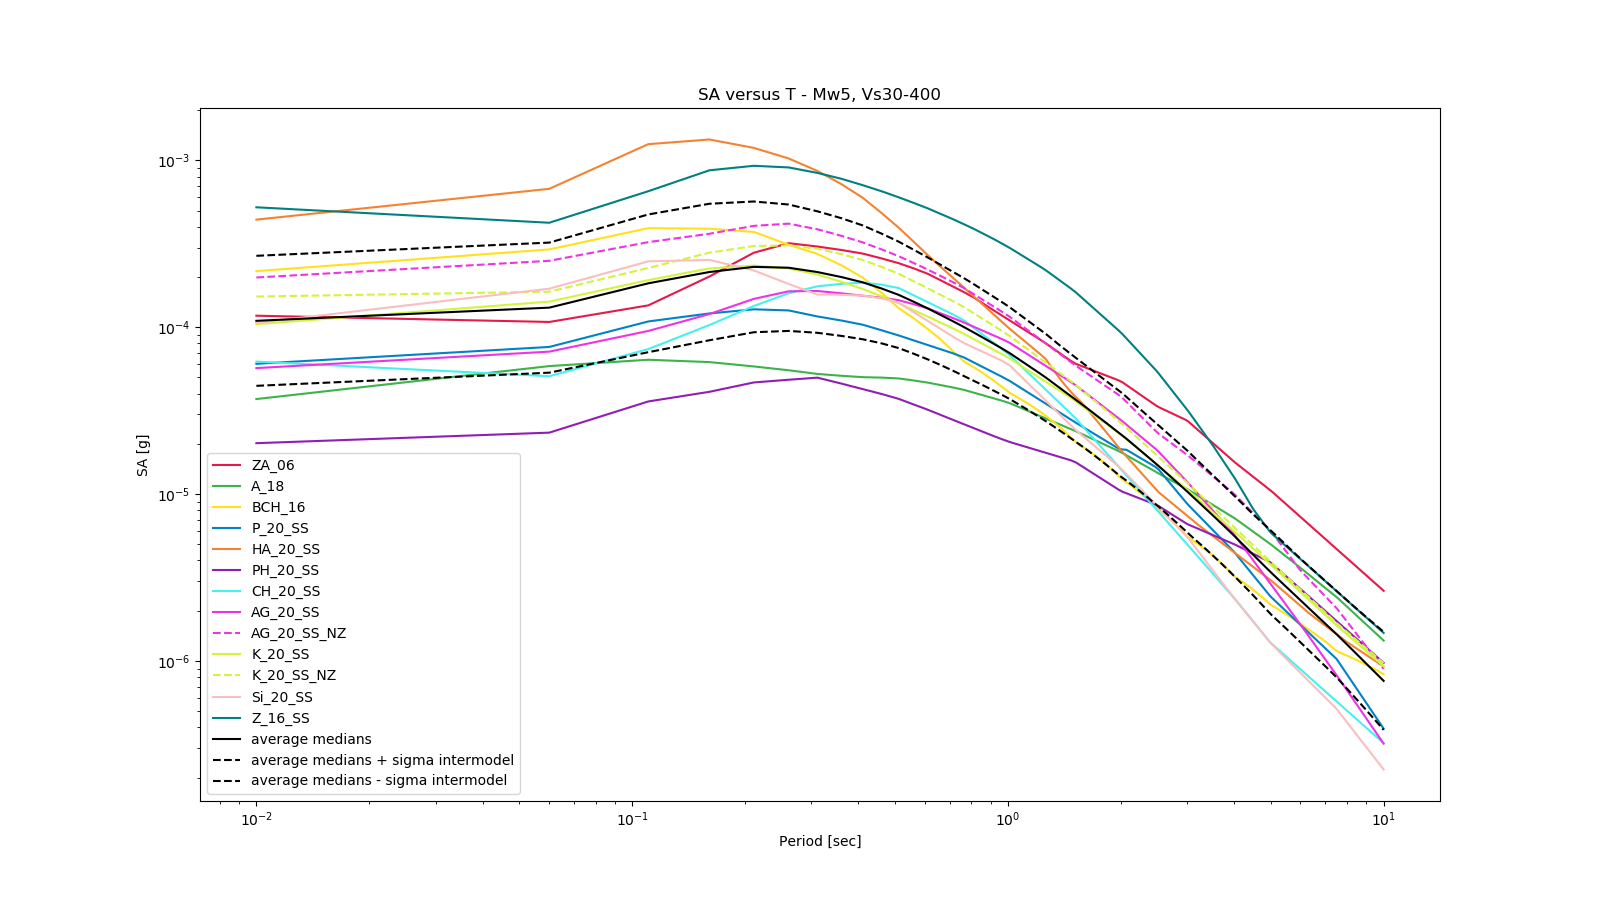 SA versus T - Mw5, Vs30-400
10⁻³
10⁻⁴
10⁻⁵
10⁻⁶
SA [g]
ZA_06
A_18
BCH_16
P_20_SS
HA_20_SS
PH_20_SS
CH_20_SS
AG_20_SS
AG_20_SS_NZ
K_20_SS
K_20_SS_NZ
Si_20_SS
Z_16_SS
average medians
average medians + sigma intermodel
average medians - sigma intermodel
10⁻² 10⁻¹ 10⁰ 10¹
Period [sec]